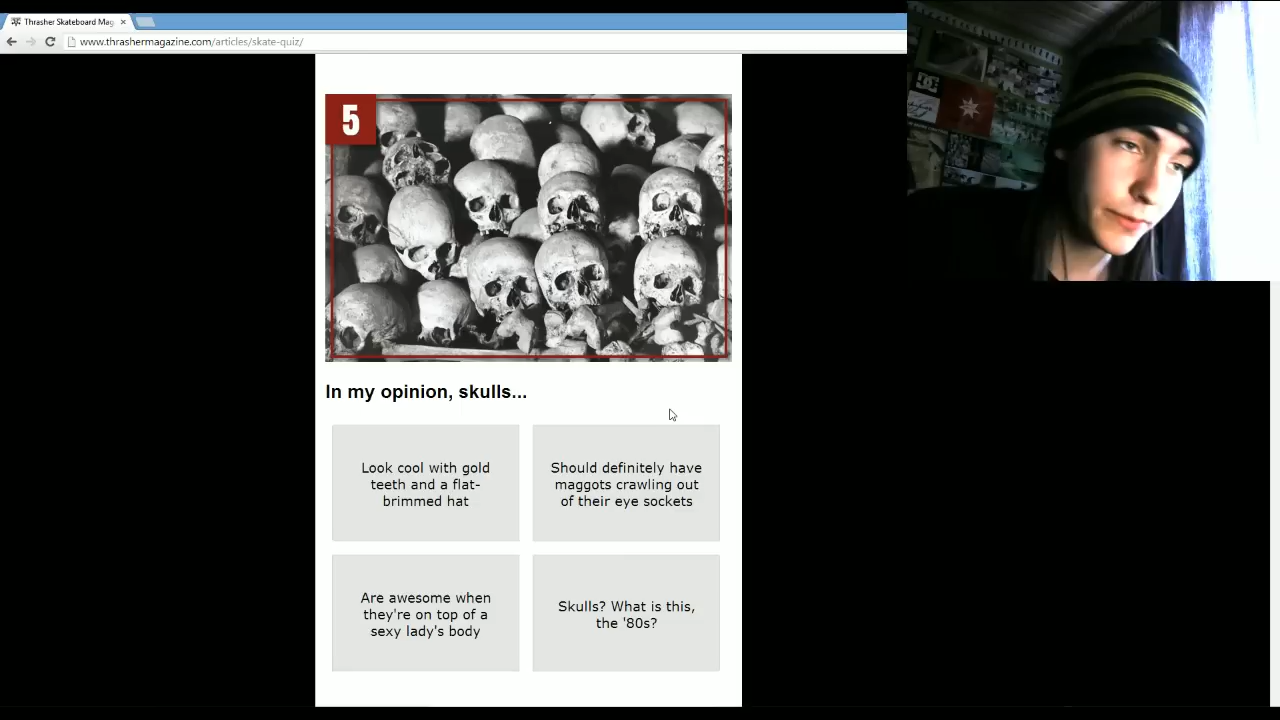 Thrasher Skateboard Mag
www.thrashermagazine.com/articles/skate-quiz/
5
In my opinion, skulls...
Look cool with gold
teeth and a flat-
brimmed hat
Should definitely have
maggots crawling out
of their eye sockets
Are awesome when
they're on top of a
sexy lady's body
Skulls? What is this,
the '80s?
DC